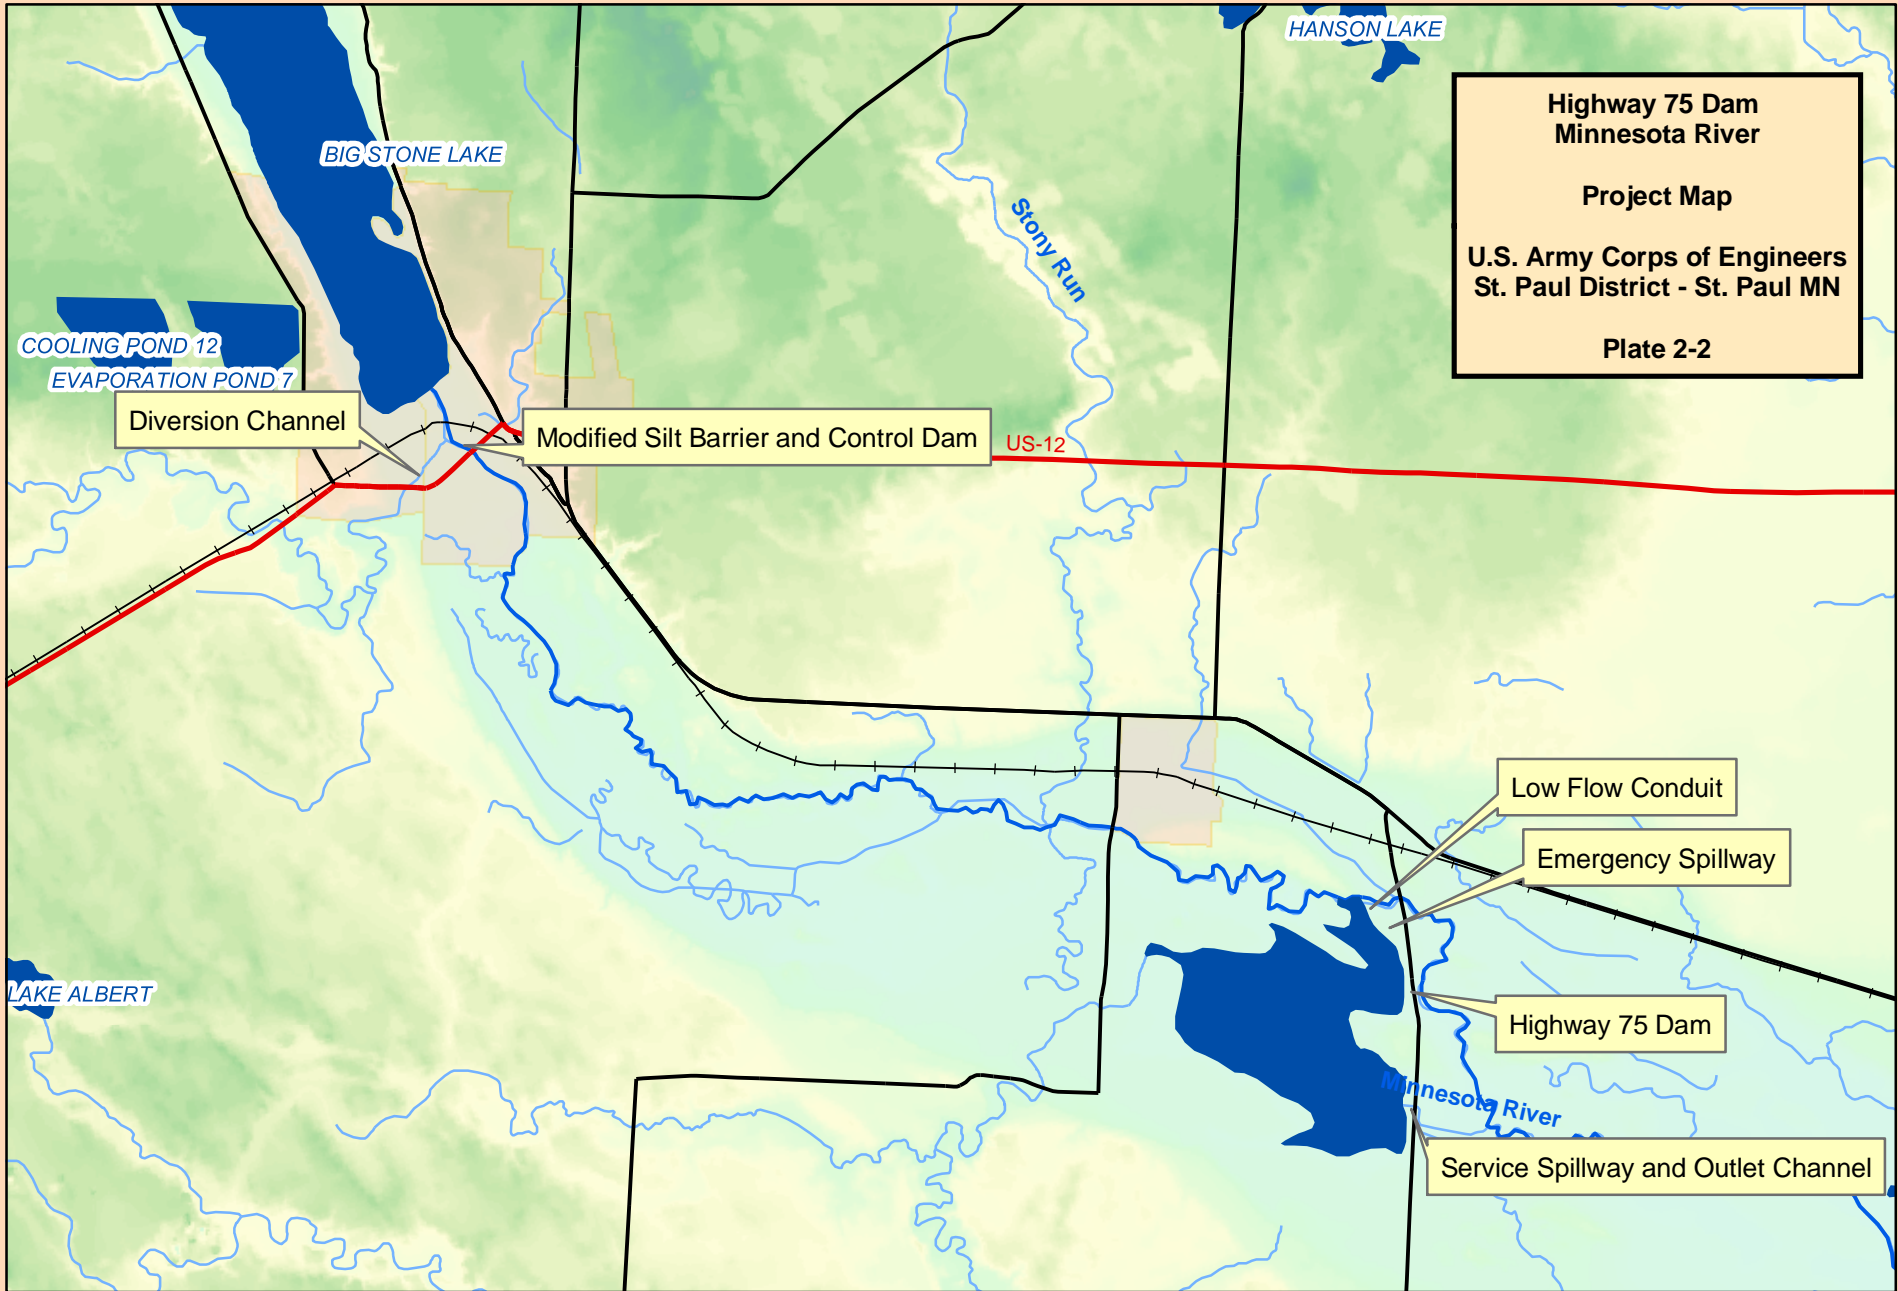 HANSON LAKE
Highway 75 Dam
Minnesota River
Project Map
U.S. Army Corps of Engineers
St. Paul District - St. Paul MN
Plate 2-2
BIG STONE LAKE
Stony Run
COOLING POND 12
EVAPORATION POND 7
Diversion Channel
Modified Silt Barrier and Control Dam
US-12
Low Flow Conduit
Emergency Spillway
LAKE ALBERT
Highway 75 Dam
Minnesota River
Service Spillway and Outlet Channel